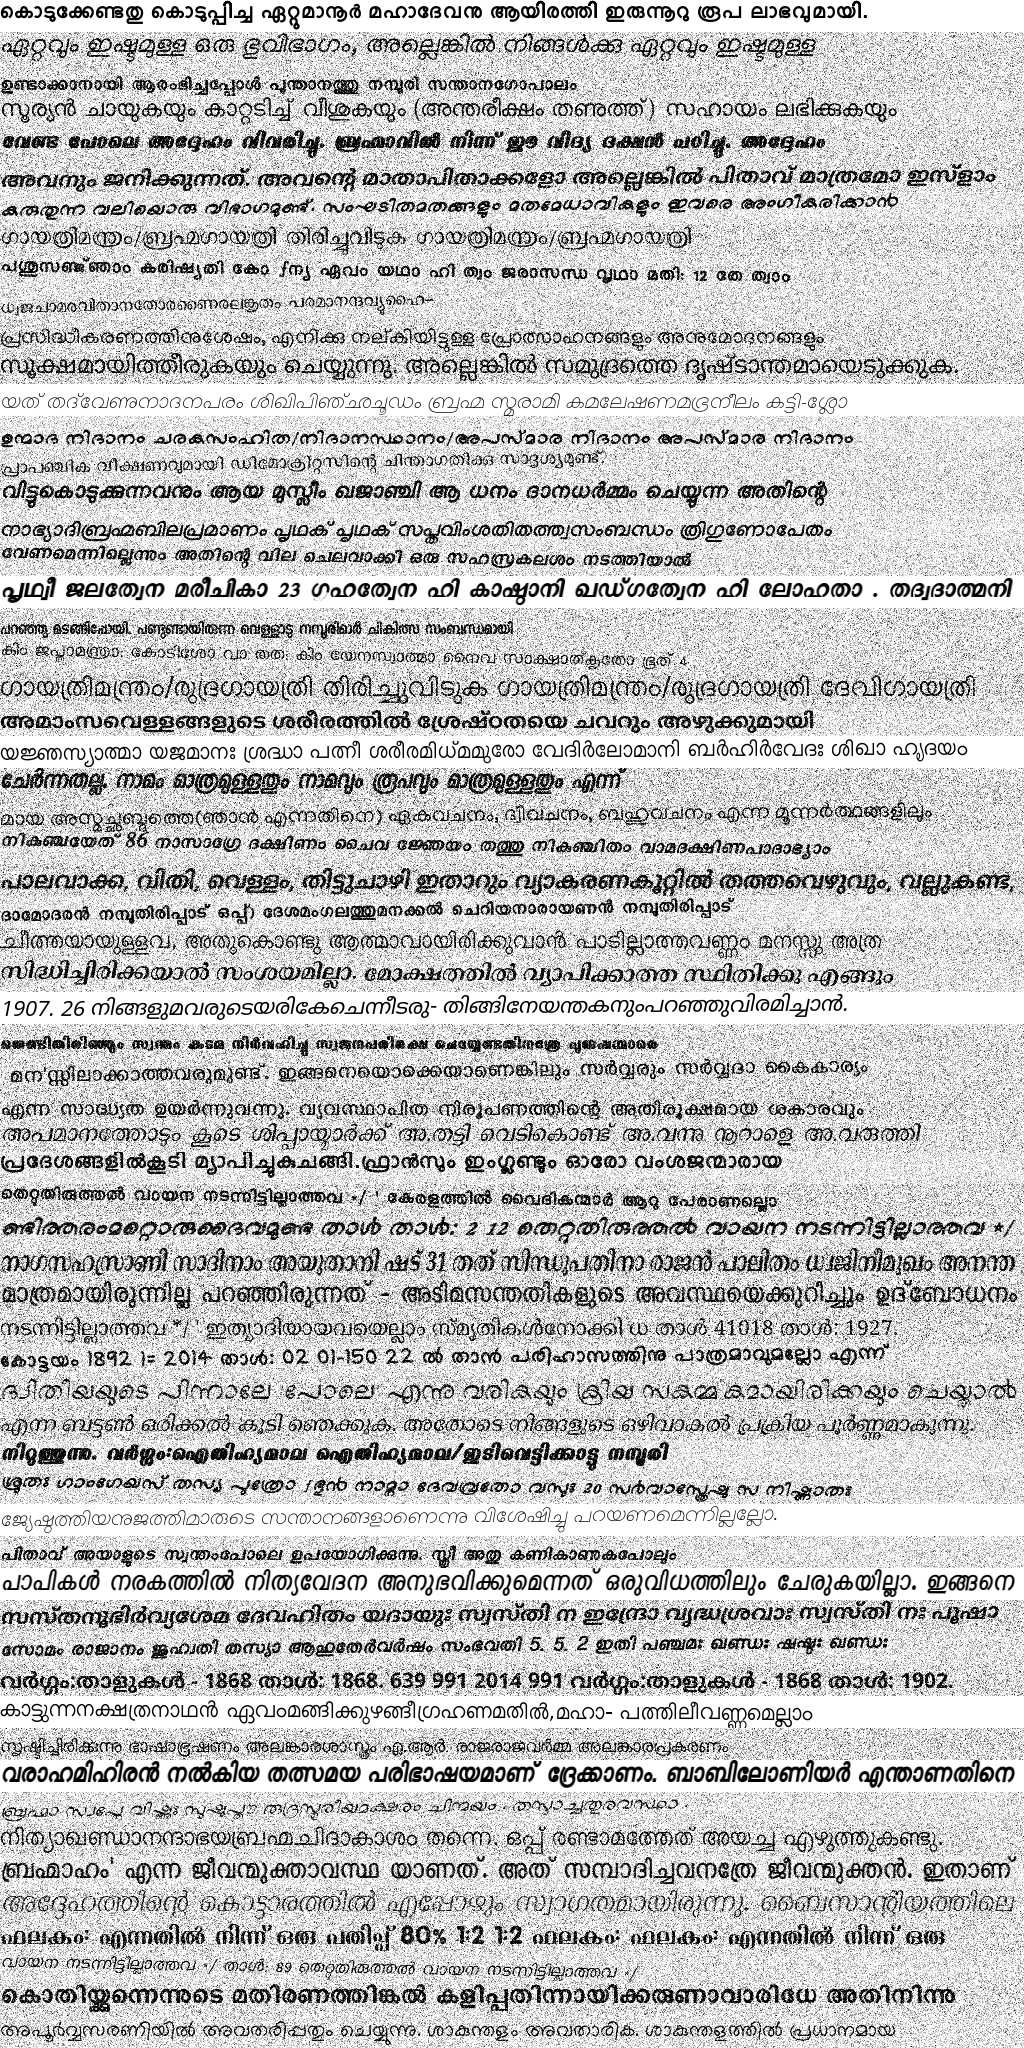 കൊടുക്കേണ്ടതു കൊടുപ്പിച്ച ഏറ്റുമാനൂർ മഹാദേവനു ആയിരത്തി ഇരുന്നൂറു രൂപ ലാഭവുമായി.
ഏറ്റവും ഇഷ്ടമുള്ള ഒരു ഭൂവിഭാഗം, അല്ലെങ്കിൽ നിങ്ങൾക്കു ഏറ്റവും ഇഷ്ടമുള്ള
ഉണ്ടാക്കാനായി ആരംഭിച്ചപ്പോൾ പൂന്താനത്തു നമ്പൂരി സന്താനഗോപാലം
സൂര്യൻ ചായുകയും കാറ്റടിച്ച് വീശുകയും (അന്തരീക്ഷം തണുത്ത്) സഹായം ലഭിക്കുകയും
വേണ്ട പോലെ അദ്ദേഹം വിവരിച്ചു. ബ്രഹ്മാവിൽ നിന്ന് ഈ വിദ്യ ദക്ഷൻ പഠിച്ചു. അദ്ദേഹം
അവനും ജനിക്കുന്നത്. അവന്റെ മാതാപിതാക്കളോ അല്ലെങ്കിൽ പിതാവ് മാത്രമോ ഇസ്ളാം
കരുതുന്ന വലിയൊരു വിഭാഗമുണ്ട്. സംഘടിതമതങ്ങളും മതമേധാവികളും ഇവരെ അംഗീകരിക്കാൻ
ഗായത്രിമന്ത്രം/ബ്രഹ്മഗായത്രി തിരിച്ചുവിടുക ഗായത്രിമന്ത്രം/ബ്രഹ്മഗായത്രി
പശുസഞ്ജ്ഞാം കരിഷ്യതി കോ ഽന്യ ഏവം യഥാ ഹി ത്വം ജരാസന്ധ വൃഥാ മതി: 12 തേ ത്വാം
ധ്വജചാമരവിതാനതോരണൈരലങ്കൃതം പരമാനന്ദവ്യൂഹൈ–
പ്രസിദ്ധീകരണത്തിനുശേഷം, എനിക്കു നല്കിയിട്ടുള്ള പ്രോത്സാഹനങ്ങളും അനുമോദനങ്ങളും
സൂക്ഷമായിത്തീരുകയും ചെയ്യുന്നു. അല്ലെങ്കിൽ സമുദ്രത്തെ ദൃഷ്ടാന്തമായെടുക്കുക.
യത് തദ്വേണുനാദനപരം ശിഖിപിഞ്ഛചൂഡം ബ്രഹ്മ സ്മരാമി കമലേഷണമഭ്രനീലം കട്ടി-ശ്ലോ
ഉന്മാദ നിദാനം ചരകസംഹിത/നിദാനസ്ഥാനം/അപസ്മാര നിദാനം അപസ്മാര നിദാനം
പ്രാപഞ്ചിക വീക്ഷണവുമായി ഡിമോക്രിറ്റസിന്റെ ചിന്താഗതിക്കു സാദൃശ്യമുണ്ട്.
വിട്ടുകൊടുക്കുന്നവനും ആയ മുസ്ലീം ഖജാഞ്ചി ആ ധനം ദാനധർമ്മം ചെയ്യുന്ന അതിന്റെ
നാഭ്യാദിബ്രഹ്മബിലപ്രമാണം പൃഥക് പൃഥക് സപ്തവിംശതിതത്ത്വസംബന്ധം ത്രിഗുണോപേതം
വേണമെന്നില്ലെന്നും അതിന്റെ വില ചെലവാക്കി ഒരു സഹസ്രകലശം നടത്തിയാൽ
പൃഥ്വീ ജലത്വേന മരീചികാ 23 ഗൃഹത്വേന ഹി കാഷ്ഠാനി ഖഡ്ഗത്വേന ഹി ലോഹതാ . തദ്വദാത്മനി
പറഞ്ഞു മടങ്ങിപ്പോയി. പണ്ടുണ്ടായിരുന്ന വെള്ളാടു നമ്പൂരിഖർ ചികിത്സ സംബന്ധമായി
കിം ജപ്താമന്ത്രാ: കോടിശോ വാ തത: കിം യേനസ്വാത്മാ നൈവ സാക്ഷാത്കൃതോ ഭൂത് 4
ഗായത്രിമന്ത്രം/രുദ്രഗായത്രി തിരിച്ചുവിടുക ഗായത്രിമന്ത്രം/രുദ്രഗായത്രി ദേവിഗായത്രി
അമാംസവെള്ളങ്ങളുടെ ശരീരത്തിൽ ശ്രേഷ്ഠതയെ ചവറും അഴുക്കുമായി
യജ്ഞസ്യാത്മാ യജമാനഃ ശ്രദ്ധാ പത്നീ ശരീരമിധ്മമുരോ വേദിർലോമാനി ബർഹിർവേദഃ ശിഖാ ഹൃദയം
ചേർന്നതല്ല. നാമം മാത്രമുള്ളതും നാമവും രൂപവും മാത്രമുള്ളതും എന്ന്
മായ അസ്മച്ഛബ്ദത്തെ(ഞാൻ എന്നതിനെ) ഏകവചനം, ദ്വിവചനം, ബഹുവചനം എന്ന മൂന്നർത്ഥങ്ങളിലും
നികുഞ്ചയേത് 86 നാസാഗ്രേ ദക്ഷിണം ചൈവ ജ്ഞേയം തത്തു നികുഞ്ചിതം വാമദക്ഷിണപാദാഭ്യാം
പാലവാക്ക, വിതി, വെള്ളം, തിട്ടുചാഴി ഇതാറും വ്യാകരണകൂറ്റിൽ തത്തവെഴുവും, വല്ലുകണ്ട,
ദാമോദരൻ നമ്പൂതിരിപ്പാട് ഒപ്പ്) ദേശമംഗലത്തുമനക്കൽ ചെറിയനാരായണൻ നമ്പൂതിരിപ്പാട്
ചീത്തയായുള്ളവ, അതുകൊണ്ടു ആത്മാവായിരിക്കുവാൻ പാടില്ലാത്തവണ്ണം മനസ്സു അത്ര
സിദ്ധിച്ചിരിക്കയാൽ സംശയമില്ലാ. മോക്ഷത്തിൽ വ്യാപിക്കാത്ത സ്ഥിതിക്കു എങ്ങും
1907. 26 നിങ്ങളുമവരുടെയരികേചെന്നീടരു- തിങ്ങിനേയന്തകനുംപറഞ്ഞുവിരമിച്ചാൻ.
ജെണ്ടിതിരിഞ്ഞും സ്വന്തം കടമ നിർവഹിച്ചു സ്വജനപരിരക്ഷ ചെയ്യേണ്ടതിനത്രേ പുരുഷന്മാരെ
മനഃസ്സിലാക്കാത്തവരുമുണ്ട്. ഇങ്ങനെയൊക്കെയാണെങ്കിലും സർവ്വരും സർവ്വദാ കൈകാര്യം
എന്ന സാദ്ധ്യത ഉയർന്നുവന്നു. വ്യവസ്ഥാപിത നിരൂപണത്തിന്റെ അതിരൂക്ഷമായ ശകാരവും
അപമാനത്തോടും കൂടെ ശിപ്പായ്മാർക്ക് അ.തട്ടി വെടികൊണ്ട് അ.വന്നു നൂറാളെ അ.വരുത്തി
പ്രദേശങ്ങളിൽകൂടി മ്യാപിച്ചുകുചങ്ങി.ഫ്രാൻസും ഇംഗ്ലണ്ടും ഓരോ വംശജന്മാരായ
തെറ്റുതിരുത്തൽ വായന നടന്നിട്ടില്ലാത്തവ */ ' കേരളത്തിൽ വൈദികന്മാർ ആറു പേരാണല്ലൊ
ണ്ടിത്തരംമറ്റൊരുദൈവമുണ്ട താൾ താൾ: 2 12 തെറ്റുതിരുത്തൽ വായന നടന്നിട്ടില്ലാത്തവ */
നാഗസഹസ്രാണി സാദിനാം അയുതാനി ഷട് 31 തത് സിന്ധുപതിനാ രാജൻ പാലിതം ധ്വജിനീമുഖം അനന്ത
മാത്രമായിരുന്നില്ല പറഞ്ഞിരുന്നത് – അടിമസന്തതികളുടെ അവസ്ഥയെക്കുറിച്ചും ഉദ്ബോധനം
നടന്നിട്ടില്ലാത്തവ */ ' ഇത്യാദിയായവയെല്ലാം സ്മൃതികൾനോക്കി ധ താൾ 41018 താൾ: 1927.
കോട്ടയം 1892 1= 2014 താൾ: 02 01-150 22 ൽ താൻ പരിഹാസത്തിനു പാത്രമാവുമല്ലോ എന്ന്
ദ്വിതീയയുടെ പിന്നാലേ 'പോലെ' എന്നു വരികയും ക്രിയ സകർമ്മകമായിരിക്കയും ചെയ്താൽ
എന്ന ബട്ടൺ ഒരിക്കൽ കൂടി ഞെക്കുക. അതോടെ നിങ്ങളുടെ ഒഴിവാകൽ പ്രക്രിയ പൂർണ്ണമാകുന്നു.
നിറുത്തുന്നു. വർഗ്ഗം:ഐതിഹ്യമാല ഐതിഹ്യമാല/ഇടിവെട്ടിക്കാട്ടു നമ്പൂരി
ശ്രുതഃ ഗാംഗേയസ് തസ്യ പുത്രോ ഽഭൂൻ നാമ്നാ ദേവവ്രതോ വസുഃ 20 സർവാസ്ത്രേഷു സ നിഷ്ണാതഃ
ജ്യേഷ്ഠത്തിയനുജത്തിമാരുടെ സന്താനങ്ങളാണെന്നു വിശേഷിച്ചു പറയണമെന്നില്ലല്ലോ.
പിതാവ് അയാളുടെ സ്വന്തംപോലെ ഉപയോഗിക്കുന്നു. സ്ത്രീ അതു കണികാണുകപോലും
പാപികൾ നരകത്തിൽ നിത്യവേദന അനുഭവിക്കുമെന്നത് ഒരുവിധത്തിലും ചേരുകയില്ലാ. ഇങ്ങനെ
സസ്തന്പൂഭിർവ്യശേമ ദേവഹിതം യദായുഃ സ്വസ്തി ന ഇന്ദ്രോ വൃദ്ധശ്രവാഃ സ്വസ്തി നഃ പൂഷാ
സോമം രാജാനം ജുഹ്വതി തസ്യാ ആഹുതേർവർഷം സംഭവതി 5. 5. 2 ഇതി പഞ്ചമഃ ഖണ്ഡഃ ഷഷ്ഠഃ ഖണ്ഡഃ
വർഗ്ഗം:താളുകൾ - 1868 താൾ: 1868. 639 991 2014 991 വർഗ്ഗം:താളുകൾ - 1868 താൾ: 1902.
കാട്ടുന്നനക്ഷത്രനാഥൻ ഏവംമങ്ങിക്കുഴങ്ങീഗ്രഹണമതിൽ,മഹാ- പത്തിലീവണ്ണമെല്ലാം
സൃഷ്ടിച്ചിരിക്കുന്നു ഭാഷാഭൂഷണം അലങ്കാരശാസ്ത്രം എ.ആർ. രാജരാജവർമ്മ അലങ്കാരപ്രകരണം
വരാഹമിഹിരൻ നൽകിയ തത്സമയ പരിഭാഷയമാണ് ദ്രേക്കാണം. ബാബിലോണിയർ എന്താണതിനെ
ബ്രഹ്മാ സ്വപ്നേ വിഷ്ണുഃ സുഷുപ്തൗ രുദ്രസ്തുരീയമക്ഷരം ചിന്മയം . തസ്മാച്ചതുരവസ്ഥാ .
നിത്യാഖണ്ഡാനന്ദാഭയബ്രഹ്മചിദാകാശം തന്നെ. ഒപ്പ് രണ്ടാമത്തേത് അയച്ച എഴുത്തുകണ്ടു.
ബ്രഹ്മാഹം' എന്ന ജീവന്മുക്താവസ്ഥ യാണത്. അത് സമ്പാദിച്ചവനത്രേ ജീവന്മുക്തൻ. ഇതാണ്
അദ്ദേഹത്തിന്റെ കൊട്ടാരത്തിൽ എപ്പോഴും സ്വാഗതമായിരുന്നു. ബൈസാന്റിയത്തിലെ
ഫലകം: എന്നതിൽ നിന്ന് ഒരു പതിപ്പ് 80% 1:2 1:2 ഫലകം: ഫലകം: എന്നതിൽ നിന്ന് ഒരു
വായന നടന്നിട്ടില്ലാത്തവ */ താൾ: 89 തെറ്റുതിരുത്തൽ വായന നടന്നിട്ടില്ലാത്തവ */
കൊതിയ്ക്കുന്നെന്നുടെ മതിരണത്തിങ്കൽ കളിപ്പതിന്നായിക്കരുണാവാരിധേ അതിനിന്നു
അപൂർവ്വസരണിയിൽ അവതരിപ്പതും ചെയ്യുന്നു. ശാകുന്തളം അവതാരിക. ശാകുന്തളത്തിൽ പ്രധാനമായ